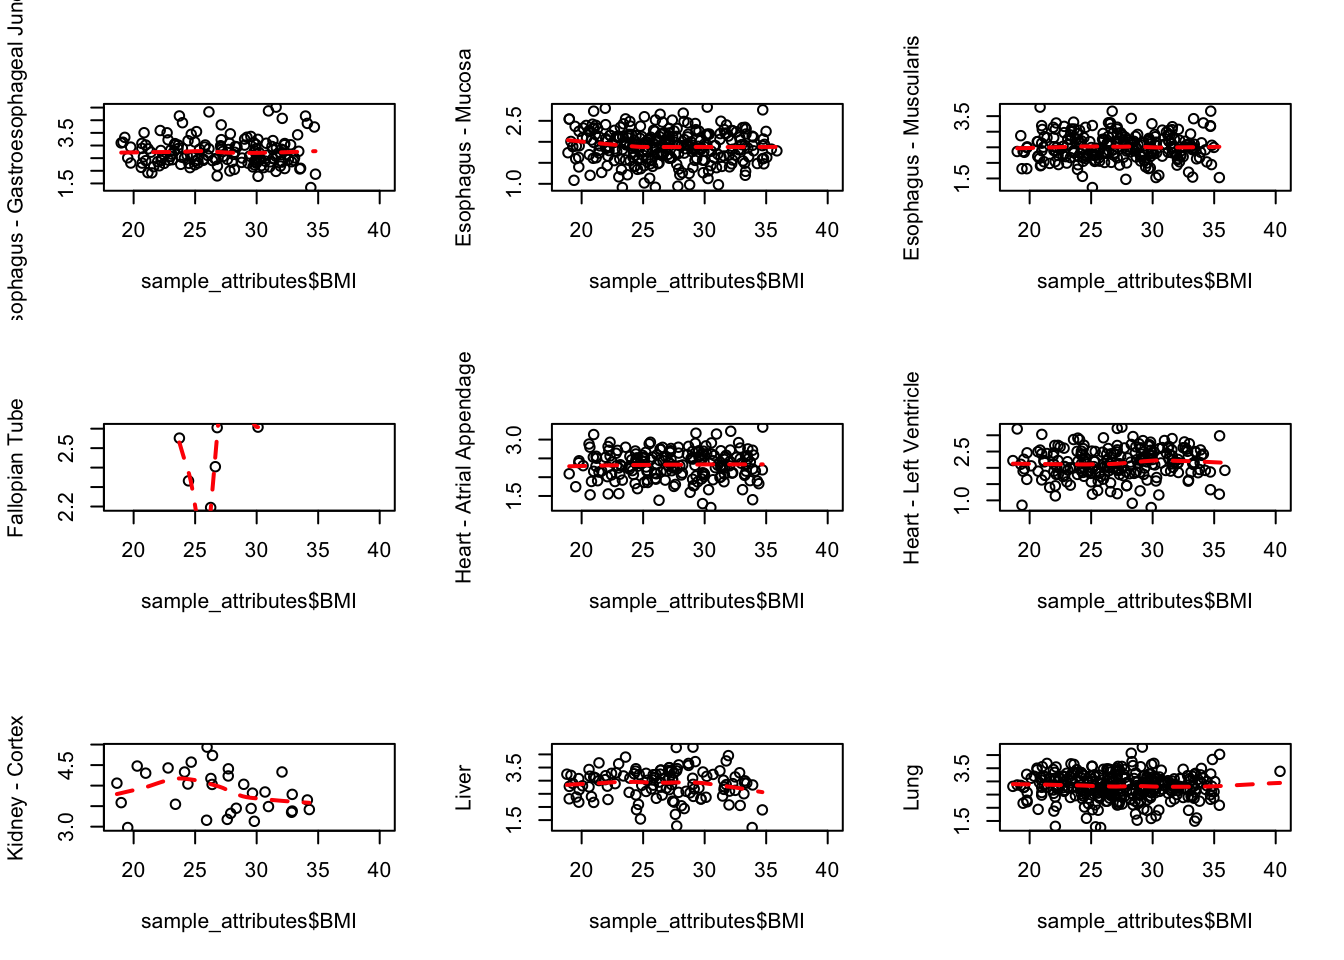 sophagus - Gastroesophageal Junc
1.5 3.5
20 25 30 35 40
sample_attributes$BMI
Esophagus - Mucosa
1.0 2.5
20 25 30 35 40
sample_attributes$BMI
Esophagus - Muscularis
1.5 3.5
20 25 30 35 40
sample_attributes$BMI
Fallopian Tube
2.2 2.5
20 25 30 35 40
sample_attributes$BMI
Heart - Atrial Appendage
1.5 3.0
20 25 30 35 40
sample_attributes$BMI
Heart - Left Ventricle
1.0 2.5
20 25 30 35 40
sample_attributes$BMI
Kidney - Cortex
3.0 4.5
20 25 30 35 40
sample_attributes$BMI
Liver
1.5 3.5
20 25 30 35 40
sample_attributes$BMI
Lung
1.5 3.5
20 25 30 35 40
sample_attributes$BMI